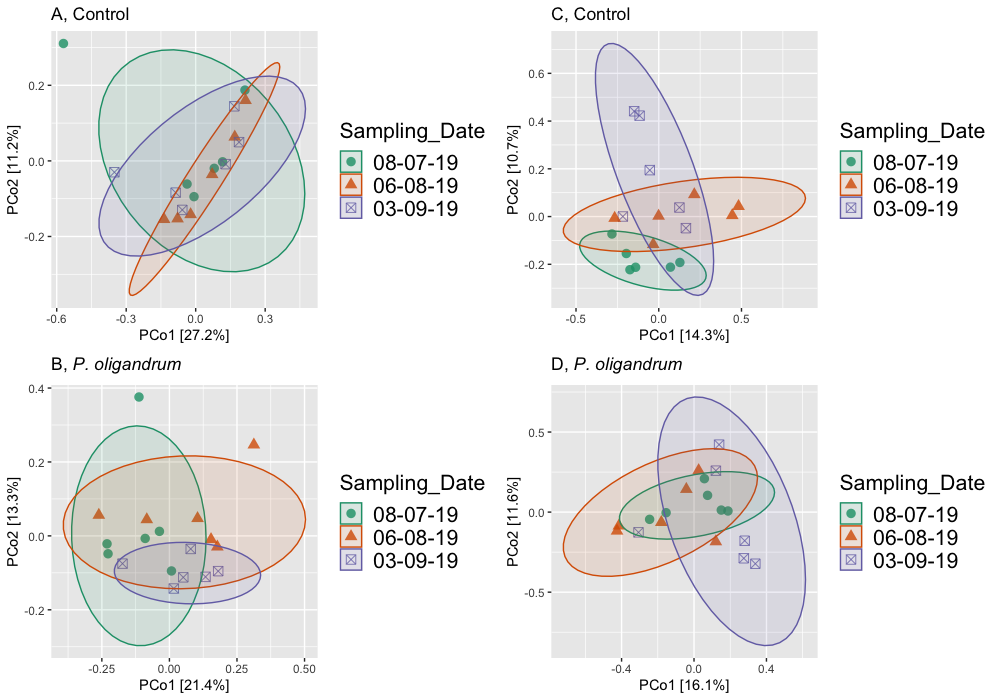 A, Control
0.2
0.0
-0.2
PCo2 [11.2%]
-0.6
-0.3
0.0
0.3
PCo1 [27.2%]
Sampling_Date
08-07-19
06-08-19
03-09-19
C, Control
0.6
0.4
0.2
0.0
-0.2
PCo2 [10.7%]
-0.5
0.0
0.5
PCo1 [14.3%]
Sampling_Date
08-07-19
06-08-19
03-09-19
B, P. oligandrum
0.4
0.2
0.0
-0.2
PCo2 [13.3%]
-0.25
0.00
0.25
0.50
PCo1 [21.4%]
Sampling_Date
08-07-19
06-08-19
03-09-19
D, P. oligandrum
0.5
0.0
-0.5
PCo2 [11.6%]
-0.4
0.0
0.4
PCo1 [16.1%]
Sampling_Date
08-07-19
06-08-19
03-09-19